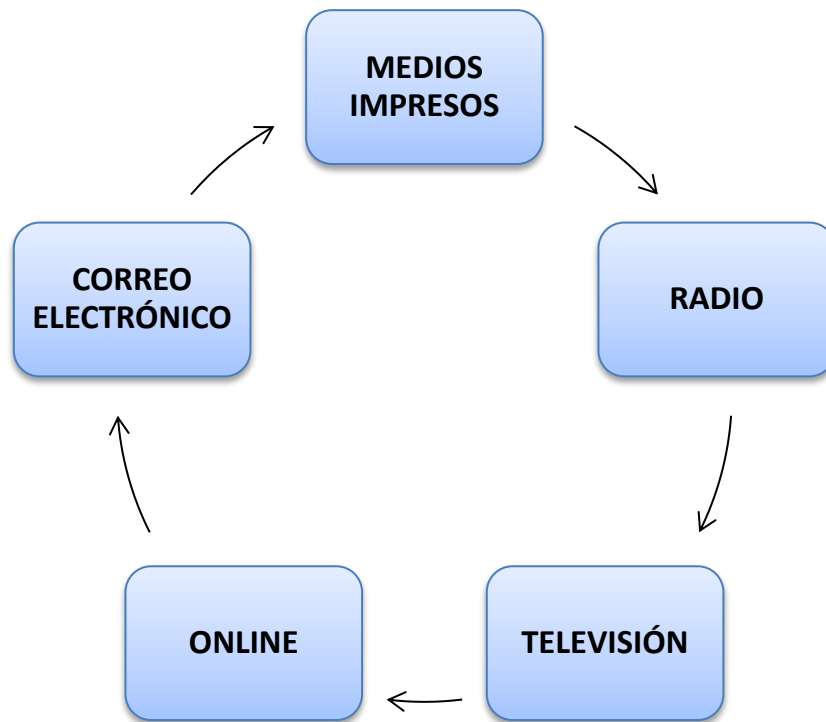 MEDIOS
IMPRESOS
RADIO
TELEVISIÓN
ONLINE
CORREO
ELECTRÓNICO